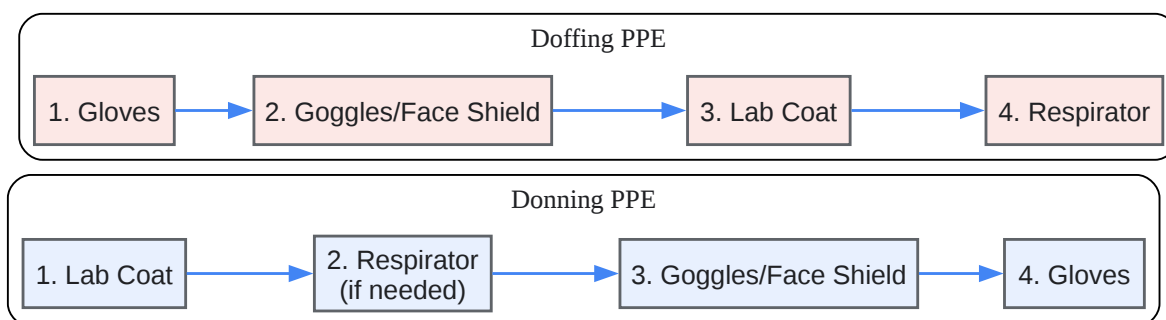 Doffing PPE
1. Gloves
2. Goggles/Face Shield
3. Lab Coat
4. Respirator
Donning PPE
1. Lab Coat
2. Respirator
(if needed)
3. Goggles/Face Shield
4. Gloves